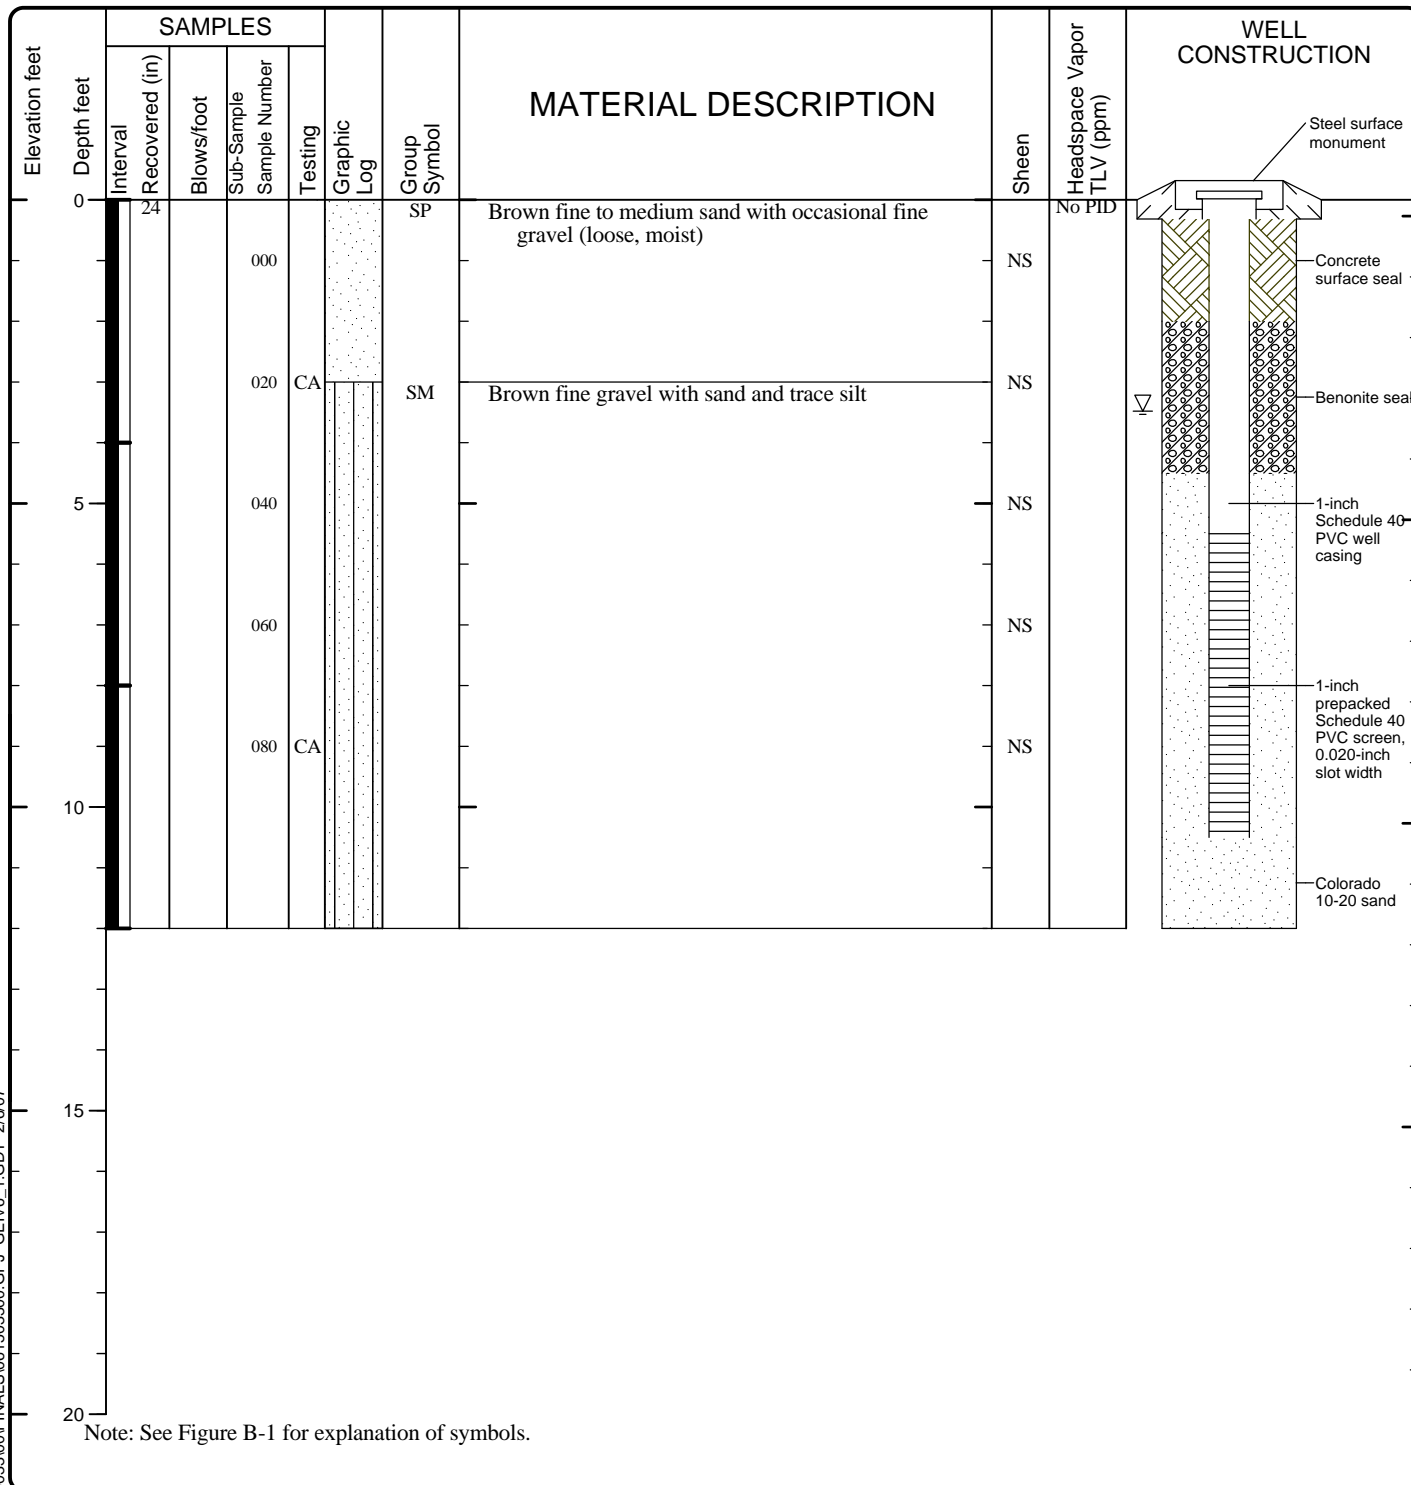 SAMPLES
WELL
CONSTRUCTION
MATERIAL DESCRIPTION
Elevation feet
Depth feet
Interval
Recovered (in)
Blows/foot
Sub-Sample
Sample Number
Testing
Graphic
Log
Group
Symbol
Sheen
Headspace Vapor
TLV (ppm)
Steel surface
monument
0
24
SP
Brown fine to medium sand with occasional fine
gravel (loose, moist)
No PID
000
NS
Concrete
surface seal
020
CA
SM
Brown fine gravel with sand and trace silt
NS
Benonite seal
5
040
NS
1-inch
Schedule 40
PVC well
casing
060
NS
1-inch
prepacked
Schedule 40
PVC screen,
0.020-inch
slot width
080
CA
NS
10
Colorado
10-20 sand
15
20
Note: See Figure B-1 for explanation of symbols.